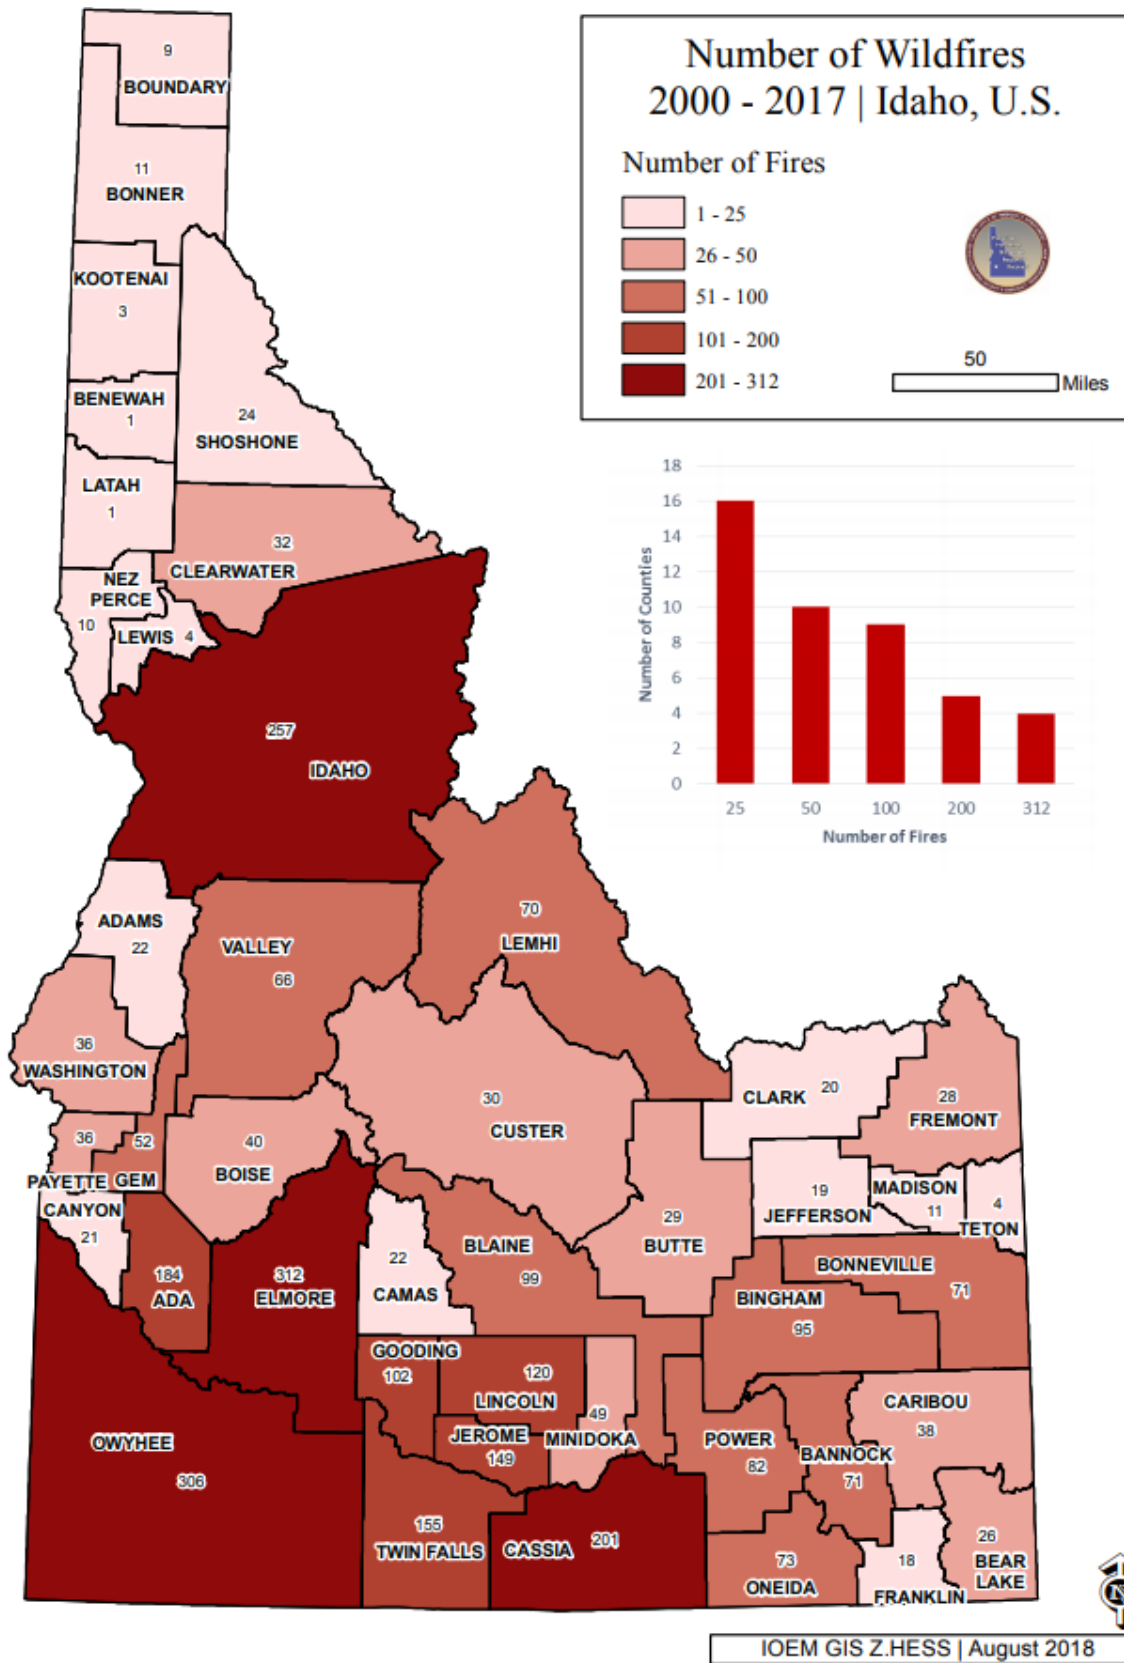 Number of Wildfires
2000 - 2017 | Idaho, U.S.
Number of Fires
1 - 25
26 - 50
51 - 100
101 - 200
201 - 312
50
Miles
9
BOUNDARY
11
BONNER
KOOTENAI
3
BENEWAH
1
24
SHOSHONE
LATAH
1
32
CLEARWATER
NEZ
PERCE
10
LEWIS 4
257
IDAHO
18
16
14
12
10
8
6
4
2
0
Number of Counties
25 50 100 200 312
Number of Fires
ADAMS
22
VALLEY
66
70
LEMHI
36
WASHINGTON
30
CUSTER
CLARK 20
28
FREMONT
36
PAYETTE
52
GEM
40
BOISE
CANYON
21
19
JEFFERSON
MADISON
11
4
TETON
29
BUTTE
BLAINE
99
22
CAMAS
312
ELMORE
184
ADA
BONNEVILLE
71
BINGHAM
95
GOODING
102
120
LINCOLN
49
MINIDOKA
JEROME
149
POWER
82
BANNOCK
71
CARIBOU
38
OWYHEE
306
155
TWIN FALLS
CASSIA 201
73
ONEIDA
18
FRANKLIN
26
BEAR
LAKE
N
IOEM GIS Z.HESS | August 2018